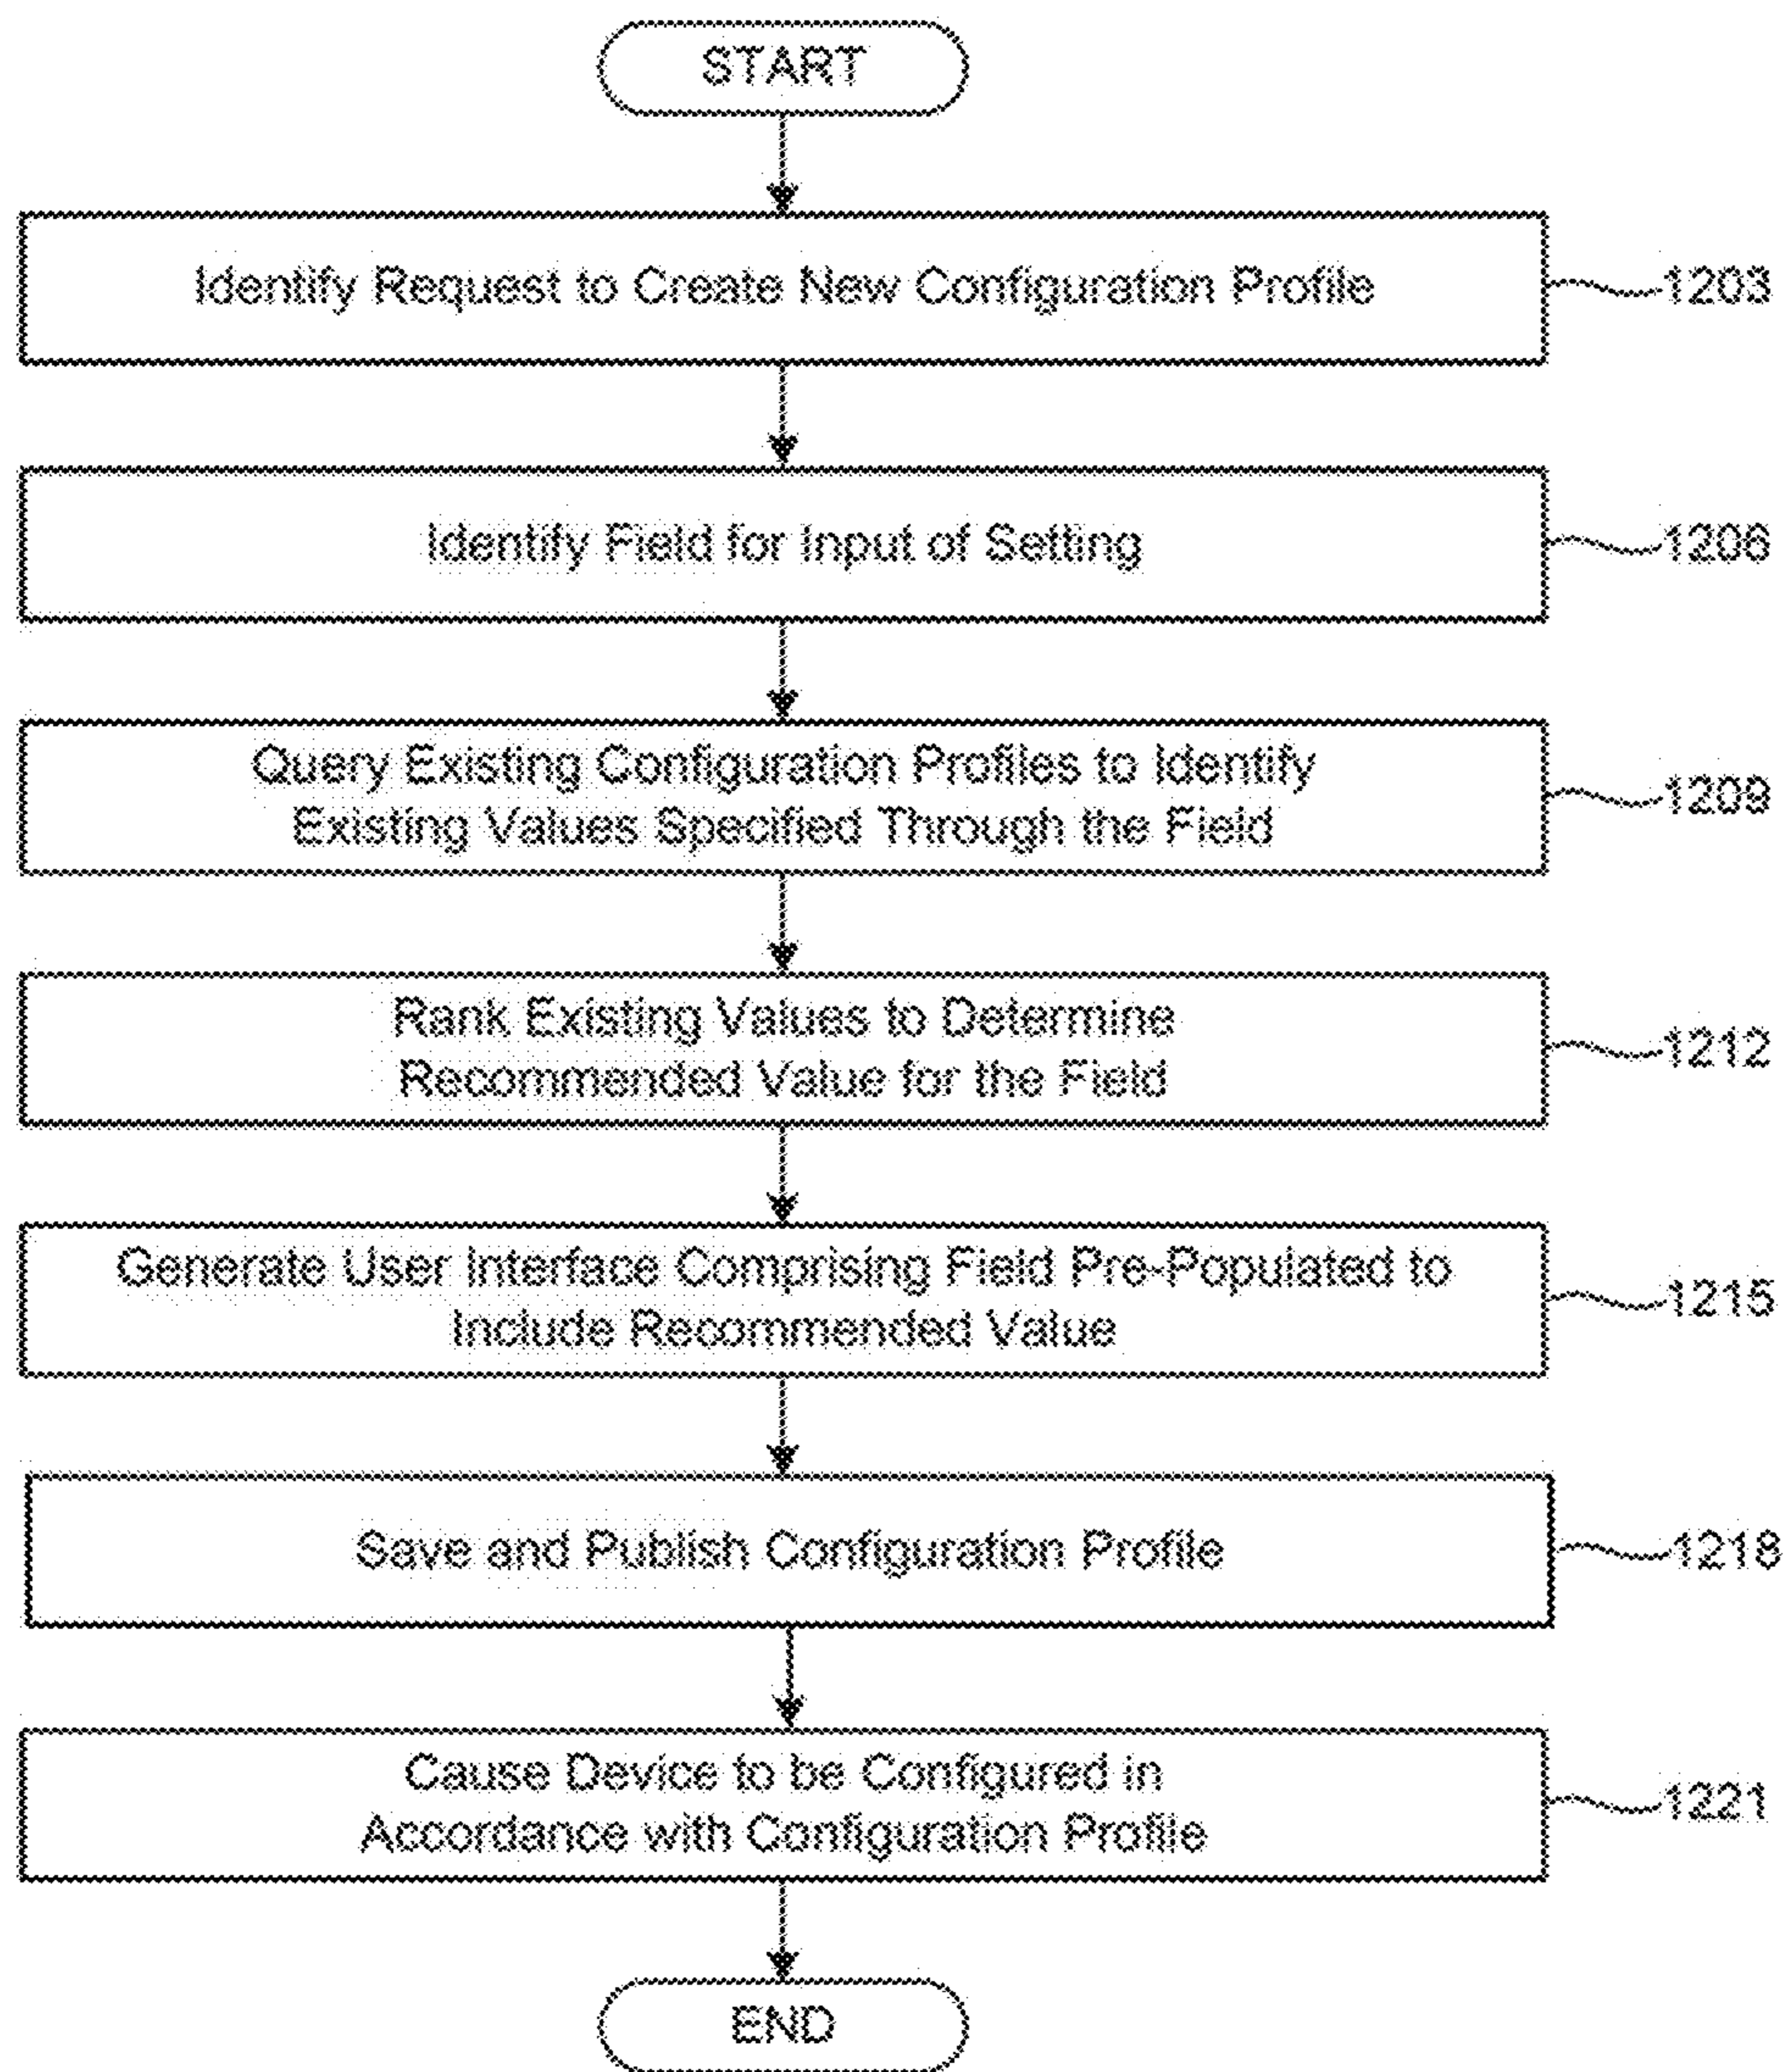 START
Identify Request to Create New Configuration Profile
1203
Identify Field for Input of Setting
1206
Query Existing Configuration Profiles to Identify
Existing Values Specified Through the Field
1209
Rank Existing Values to Determine
Recommended Value for the Field
1212
Generate User Interface Comprising Field Pre-Populated to
Include Recommended Value
1215
Save and Publish Configuration Profile
1218
Cause Device to be Configured in
Accordance with Configuration Profile
1221
END